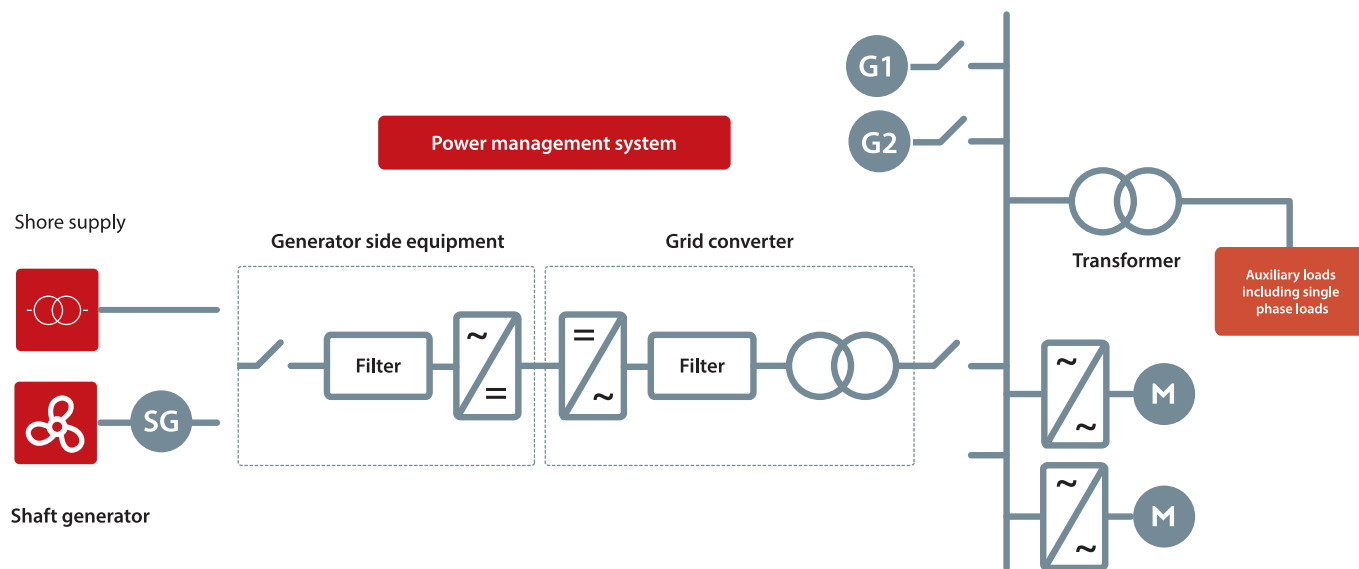 G1
G2
Power management system
Shore supply
Generator side equipment
Grid converter
Transformer
Auxiliary loads
including single
phase loads
~
=
=
~
Filter
Filter
SG
Shaft generator
~
~
M
~
~
M